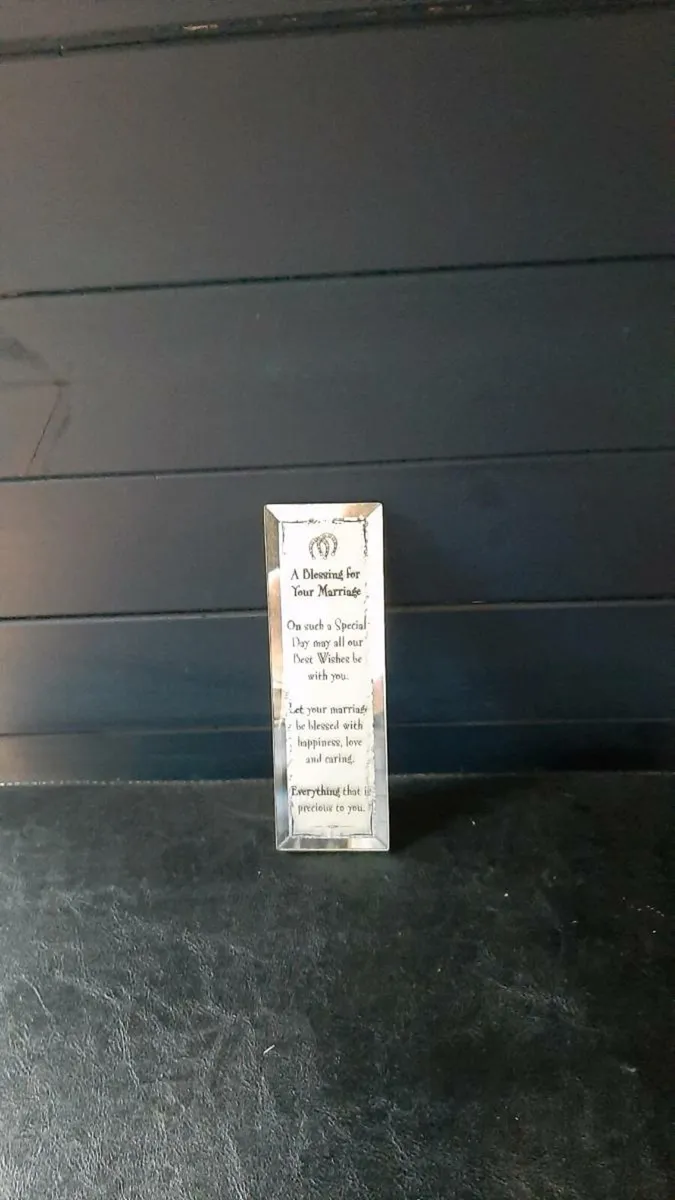 A Blessing for
Your Marriage
On such a Special
Day may all our
Best Wishes be
with you.
Let your marriage
be blessed with
happiness, love
and caring.
Everything that is
precious to you.